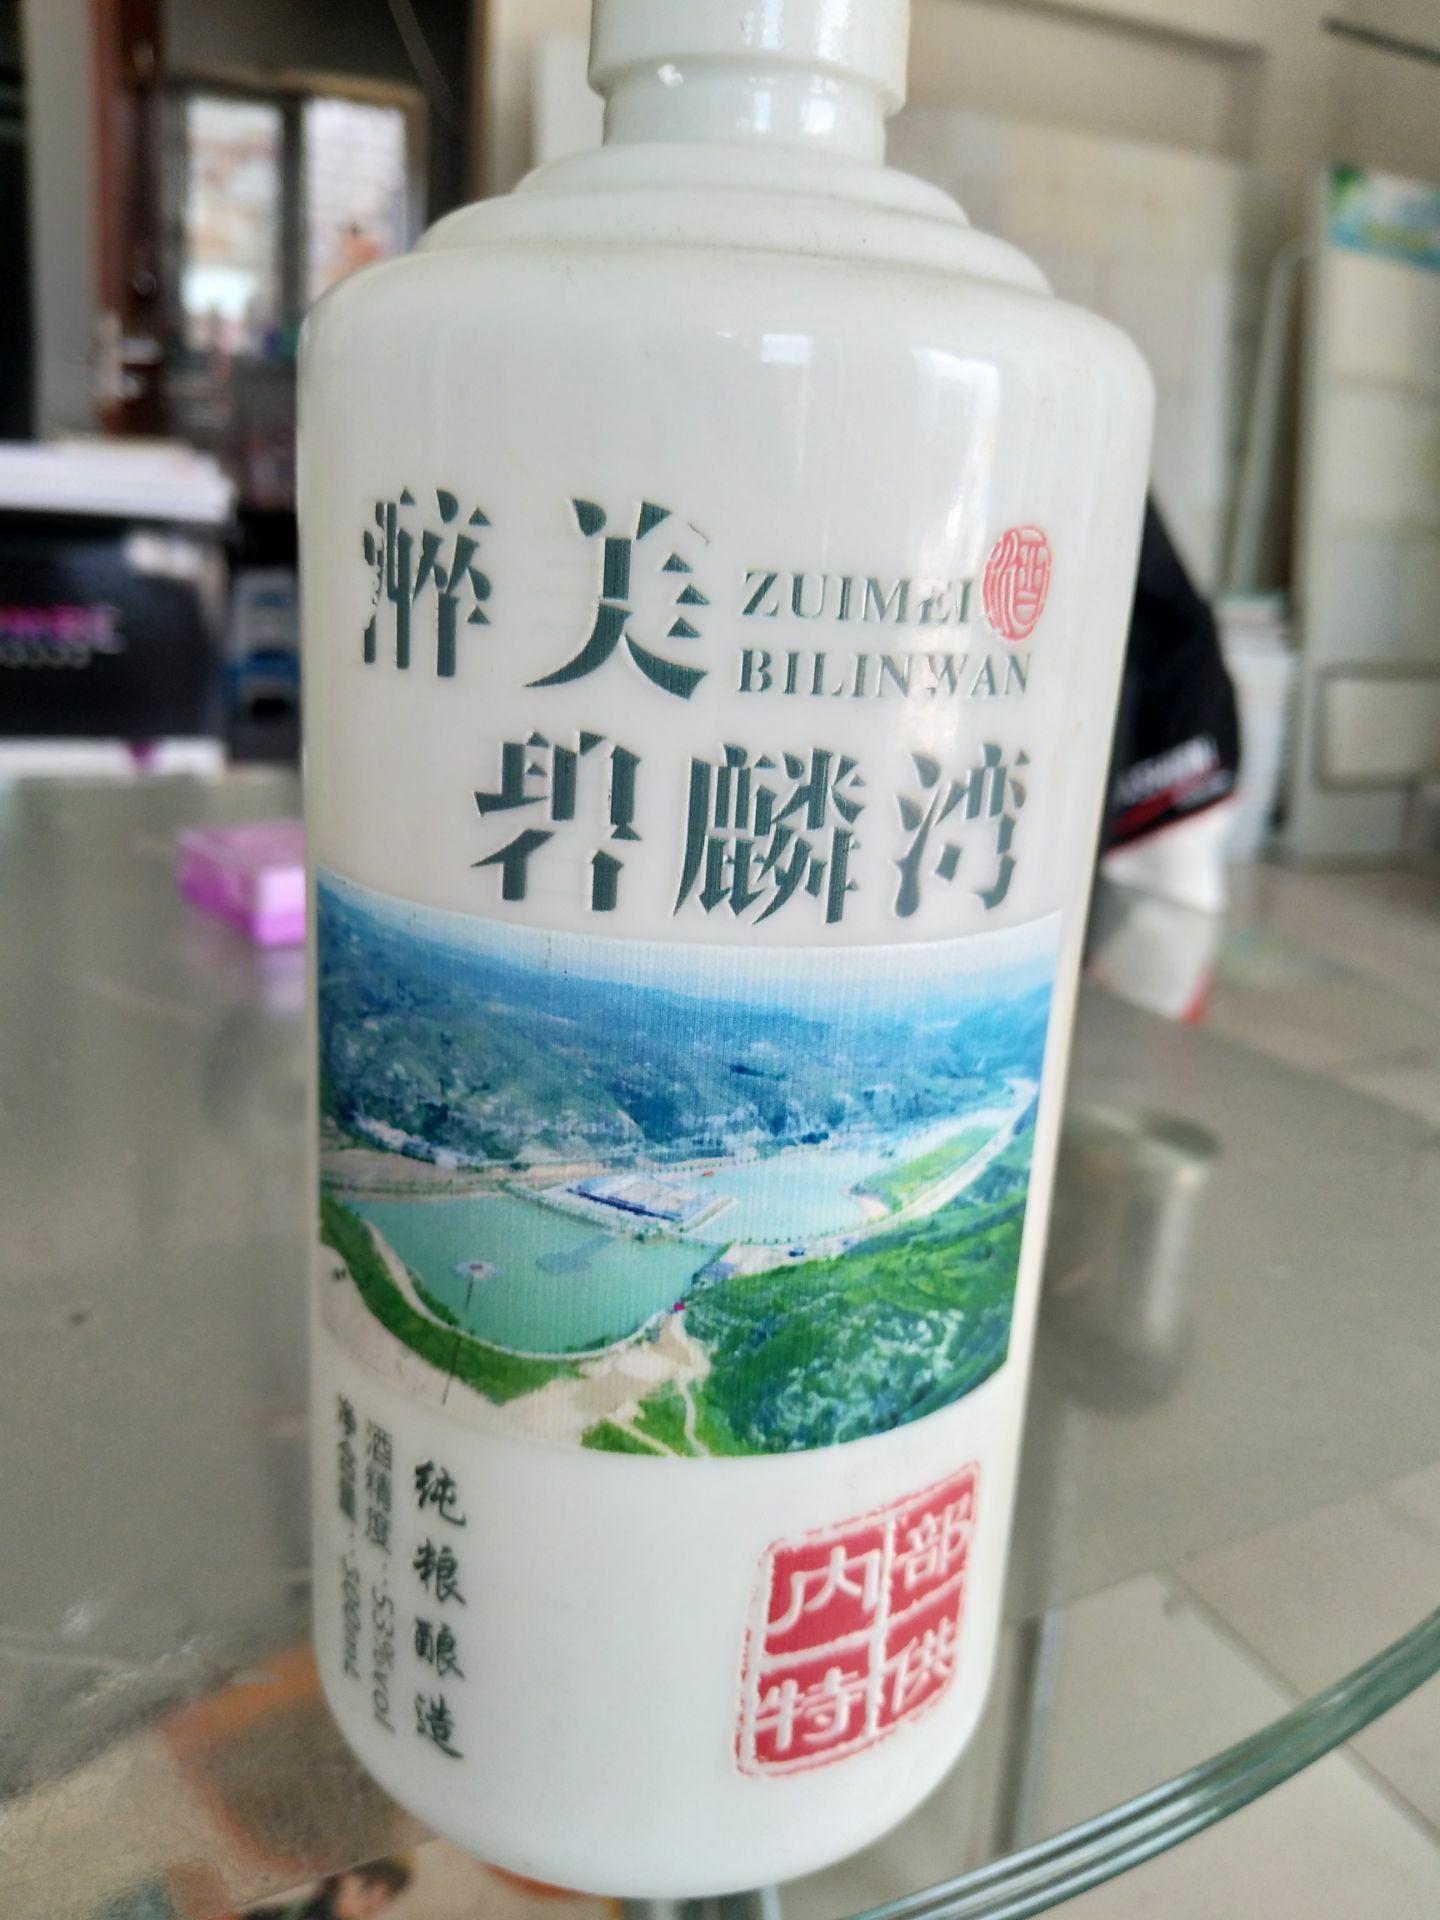 醉美
ZUIMEI
酒
BILINWAN
碧麟湾
纯粮酿造
酒精度:53%vol
净含量:500mL
内部
特供